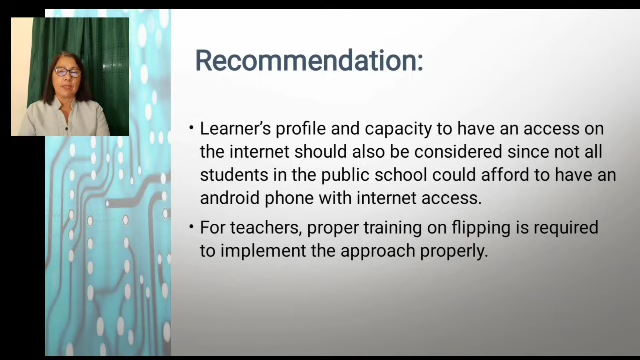 Recommendation:
• Learner's profile and capacity to have an access on
the internet should also be considered since not all
students in the public school could afford to have an
android phone with internet access.
• For teachers, proper training on flipping is required
to implement the approach properly.